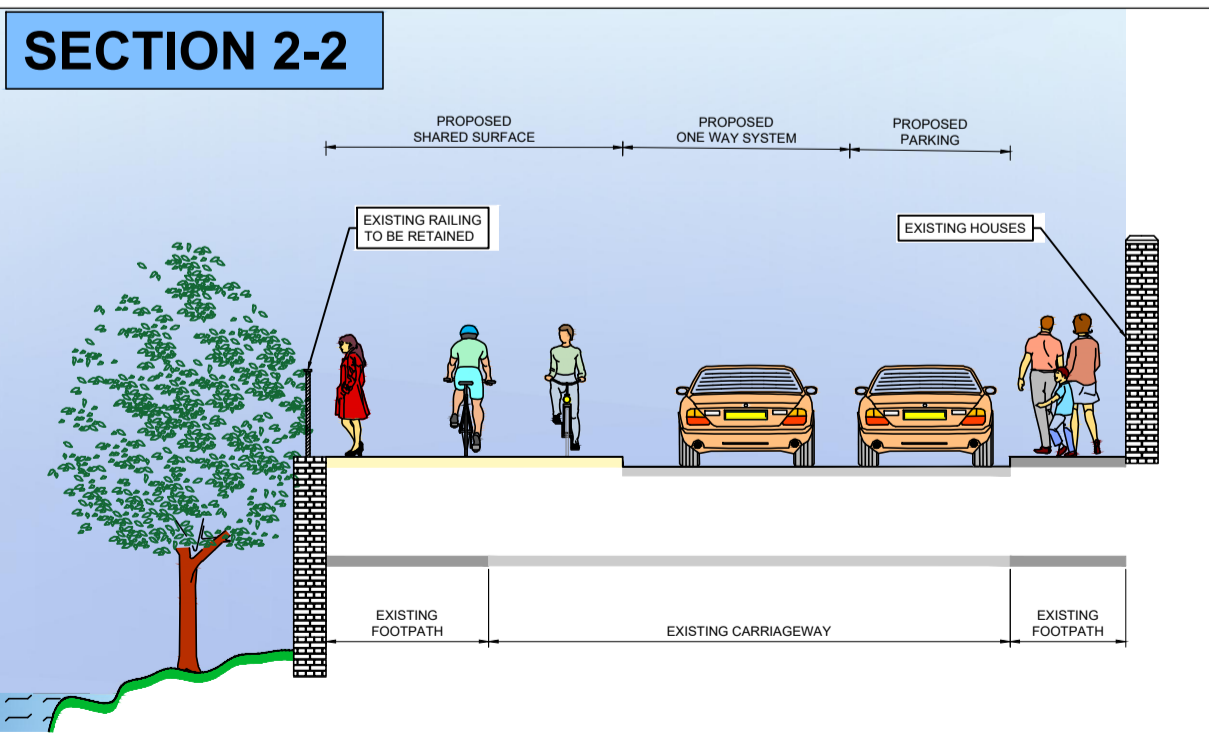 SECTION 2-2
PROPOSED
SHARED SURFACE
PROPOSED
ONE WAY SYSTEM
PROPOSED
PARKING
EXISTING RAILING
TO BE RETAINED
EXISTING HOUSES
EXISTING
FOOTPATH
EXISTING CARRIAGEWAY
EXISTING
FOOTPATH